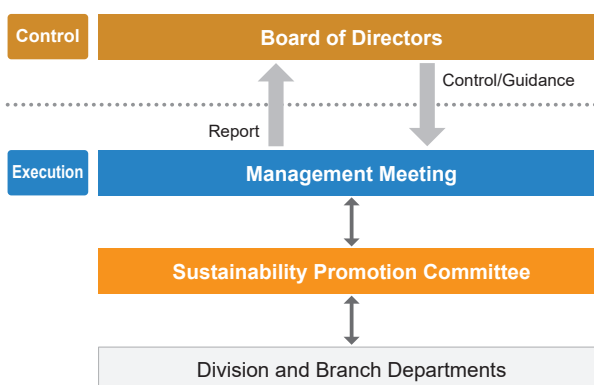 Control
Board of Directors
Control/Guidance
Report
Execution
Management Meeting
Sustainability Promotion Committee
Division and Branch Departments